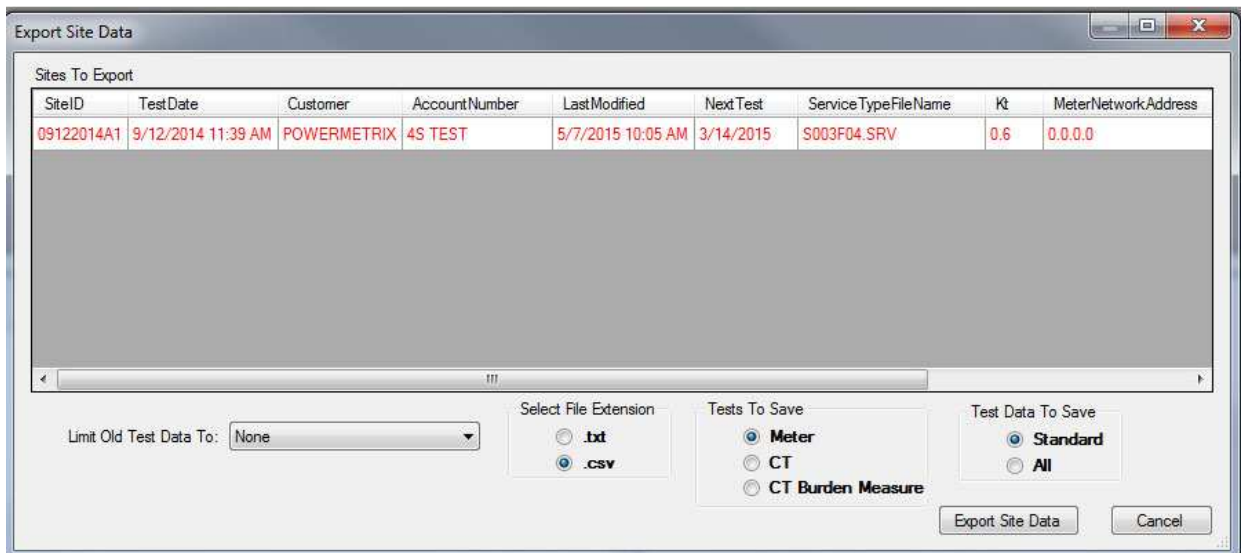 Export Site Data
Sites To Export
SiteID TestDate Customer AccountNumber LastModified NextTest ServiceTypeFileName Kt MeterNetworkAddress
09122014A1 9/12/2014 11:39 AM POWERMETRIX 4S TEST 5/7/2015 10:05 AM 3/14/2015 S003F04.SRV 0.6 0.0.0.0
Select File Extension Tests To Save Test Data To Save
Limit Old Test Data To: None .txt Meter Standard
.csv CT All
CT Burden Measure
Export Site Data Cancel